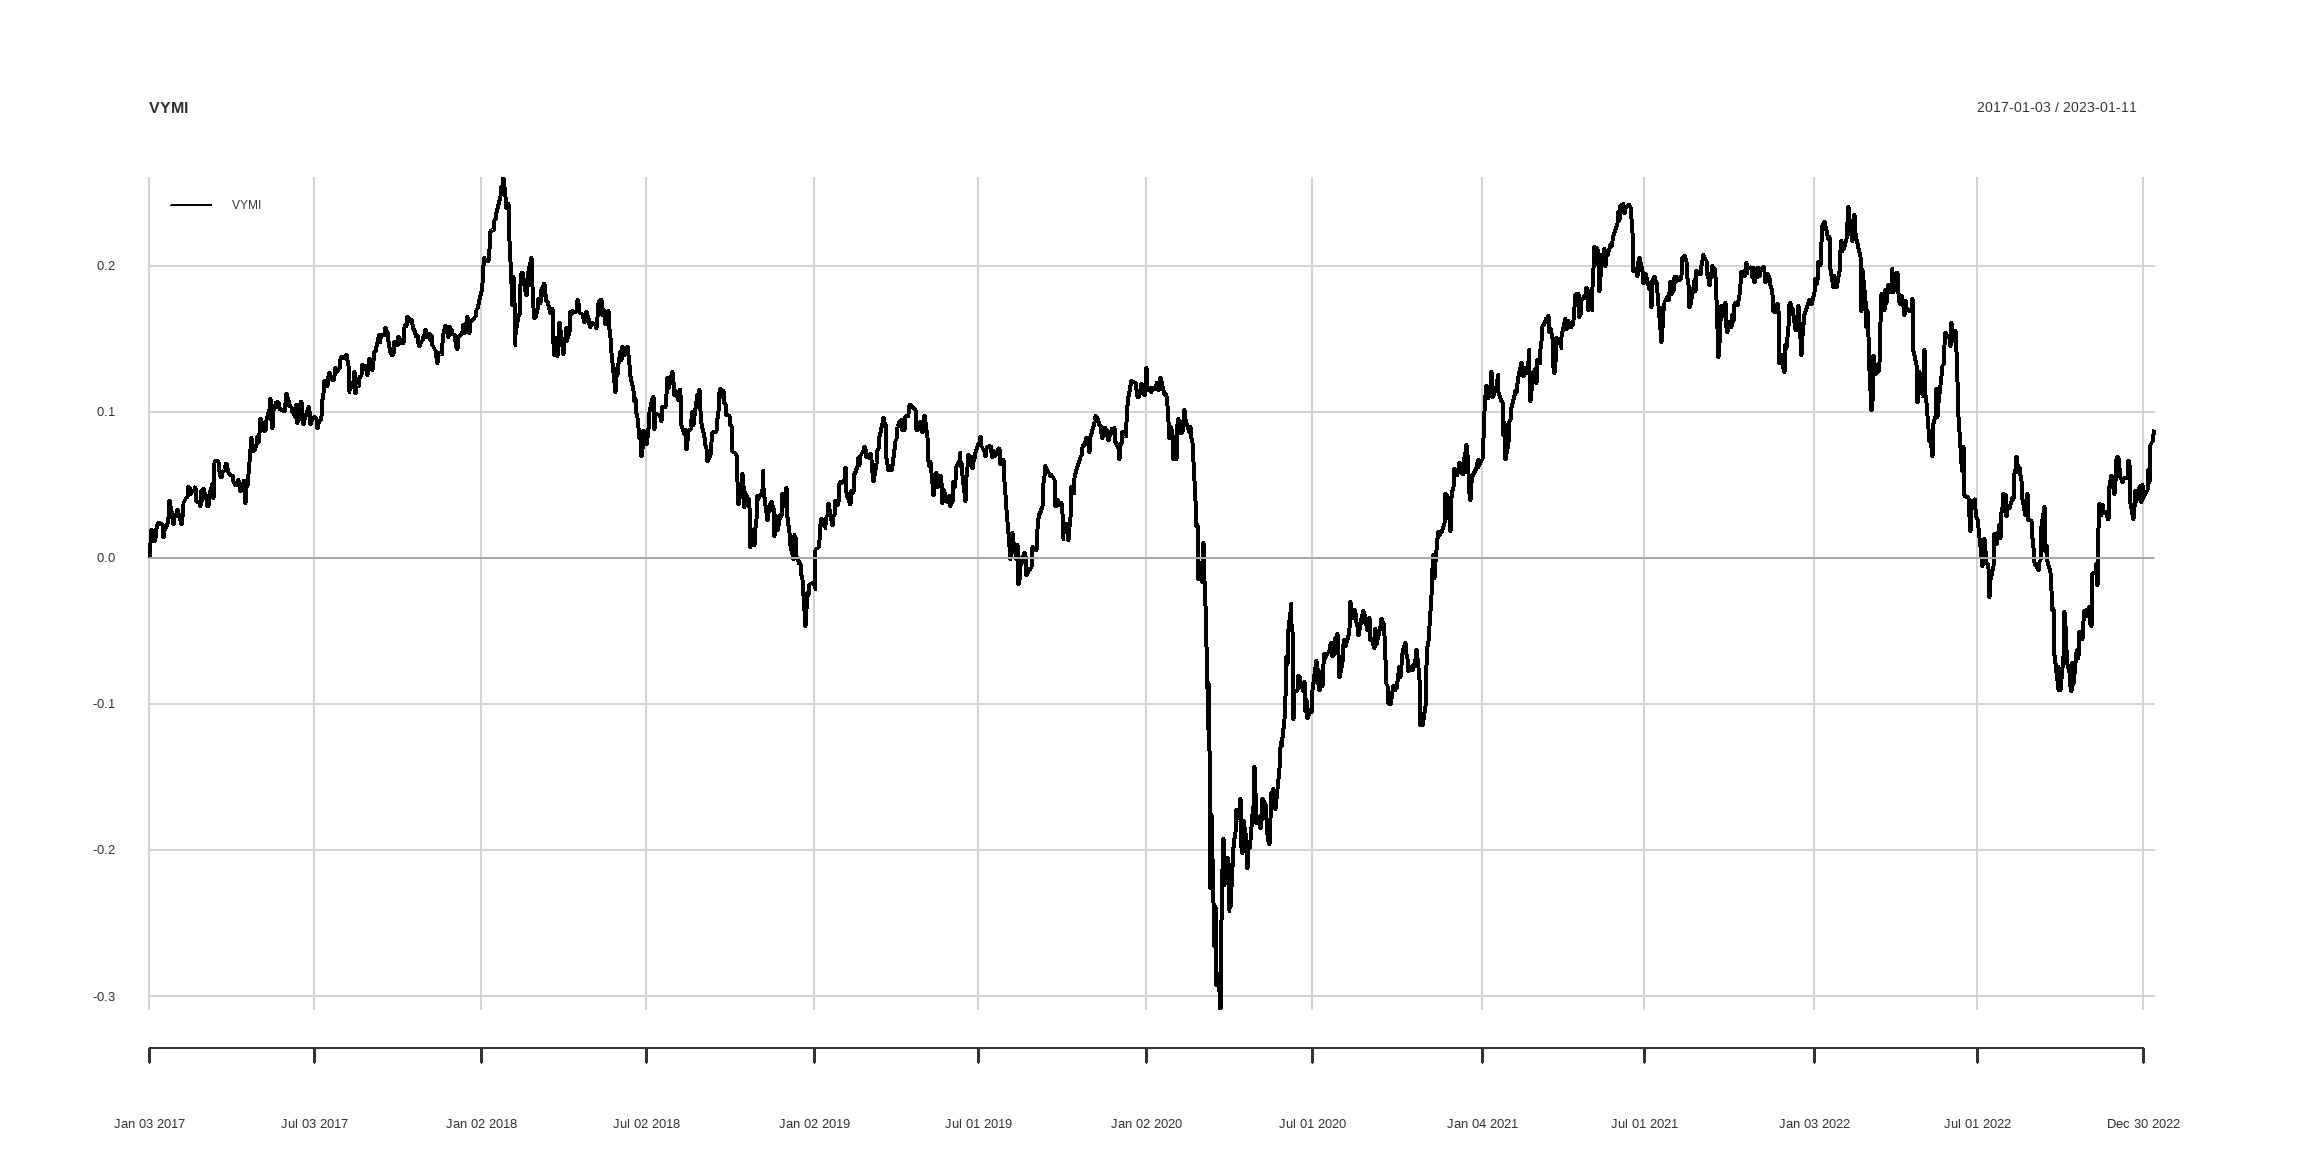 VYMI
2017-01-03 / 2023-01-11
VYMI
0.2
0.1
0.0
-0.1
-0.2
-0.3
Jan 03 2017
Jul 03 2017
Jan 02 2018
Jul 02 2018
Jan 02 2019
Jul 01 2019
Jan 02 2020
Jul 01 2020
Jan 04 2021
Jul 01 2021
Jan 03 2022
Jul 01 2022
Dec 30 2022